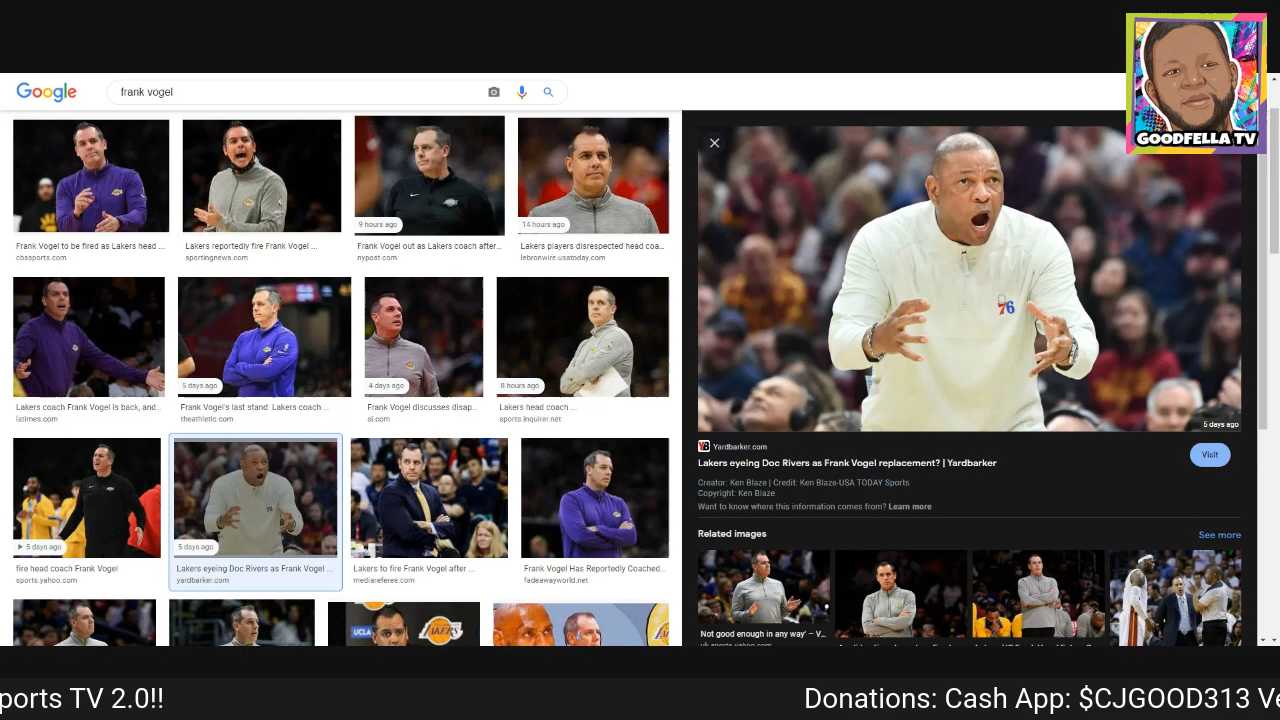 GOODFELLA TV
Google
frank vogel
Frank Vogel to be fired as Lakers head ...
cbssports.com
Lakers reportedly fire Frank Vogel ...
sportingnews.com
9 hours ago
Frank Vogel out as Lakers coach after...
nypost.com
14 hours ago
Lakers players disrespected head coa...
lebronwire.usatoday.com
Lakers coach Frank Vogel is back, and...
latimes.com
5 days ago
Frank Vogel's last stand: Lakers coach ...
theathletic.com
4 days ago
Frank Vogel discusses disap...
si.com
8 hours ago
Lakers head coach ...
sports.inquirer.net
5 days ago
fire head coach Frank Vogel
sports.yahoo.com
5 days ago
Lakers eyeing Doc Rivers as Frank Vogel ...
yardbarker.com
Lakers to fire Frank Vogel after ...
mediareferee.com
Frank Vogel Has Reportedly Coached...
fadeawayworld.net
UCLA
LAKERS
76
5 days ago
Yardbarker.com
Lakers eyeing Doc Rivers as Frank Vogel replacement? | Yardbarker
Visit
Creator: Ken Blaze | Credit: Ken Blaze-USA TODAY Sports
Copyright: Ken Blaze
Want to know where this information comes from? Learn more
Related images
See more
Not good enough in any way' – V...
uk.sports.yahoo.com
ports TV 2.0!!
Donations: Cash App: $CJGOOD313 Ve